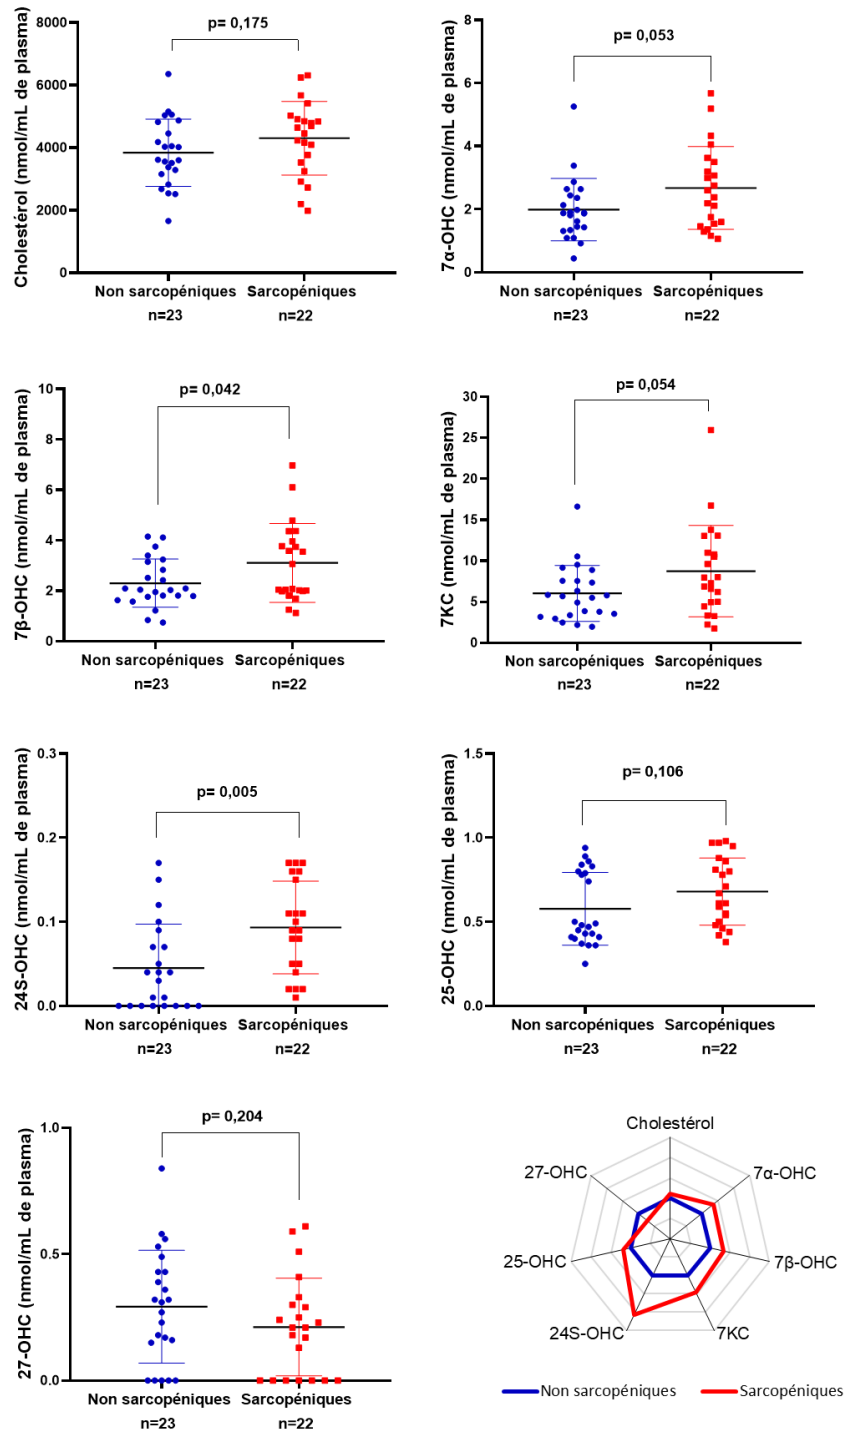 Cholestérol (nmol/mL de plasma)
8000
6000
4000
2000
0
p= 0,175
Non sarcopéniques Sarcopéniques
n=23 n=22
7α-OHC (nmol/mL de plasma)
8
6
4
2
0
p= 0,053
Non sarcopéniques Sarcopéniques
n=23 n=22
7β-OHC (nmol/mL de plasma)
10
8
6
4
2
0
p= 0,042
Non sarcopéniques Sarcopéniques
n=23 n=22
7KC (nmol/mL de plasma)
30
25
20
15
10
5
0
p= 0,054
Non sarcopéniques Sarcopéniques
n=23 n=22
24S-OHC (nmol/mL de plasma)
0.3
0.2
0.1
0.0
p= 0,005
Non sarcopéniques Sarcopéniques
n=23 n=22
25-OHC (nmol/mL de plasma)
1.5
1.0
0.5
0.0
p= 0,106
Non sarcopéniques Sarcopéniques
n=23 n=22
27-OHC (nmol/mL de plasma)
1.0
0.5
0.0
p= 0,204
Non sarcopéniques Sarcopéniques
n=23 n=22
Cholestérol
27-OHC 7α-OHC
25-OHC 7β-OHC
24S-OHC 7KC
Non sarcopéniques Sarcopéniques